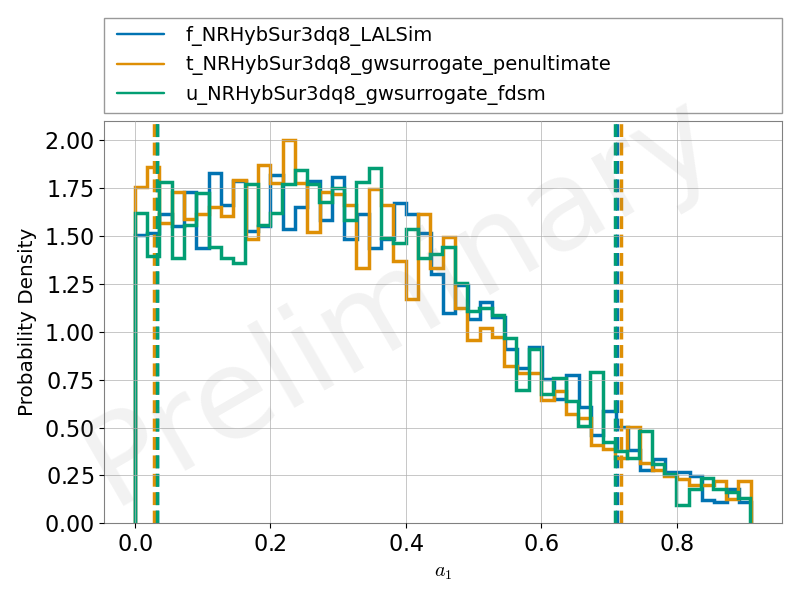 f_NRHybSur3dq8_LALSim
t_NRHybSur3dq8_gwsurrogate_penultimate
u_NRHybSur3dq8_gwsurrogate_fdsm
Preliminary
Probability Density
2.00
1.75
1.50
1.25
1.00
0.75
0.50
0.25
0.00
0.0 0.2 0.4 0.6 0.8
a₁